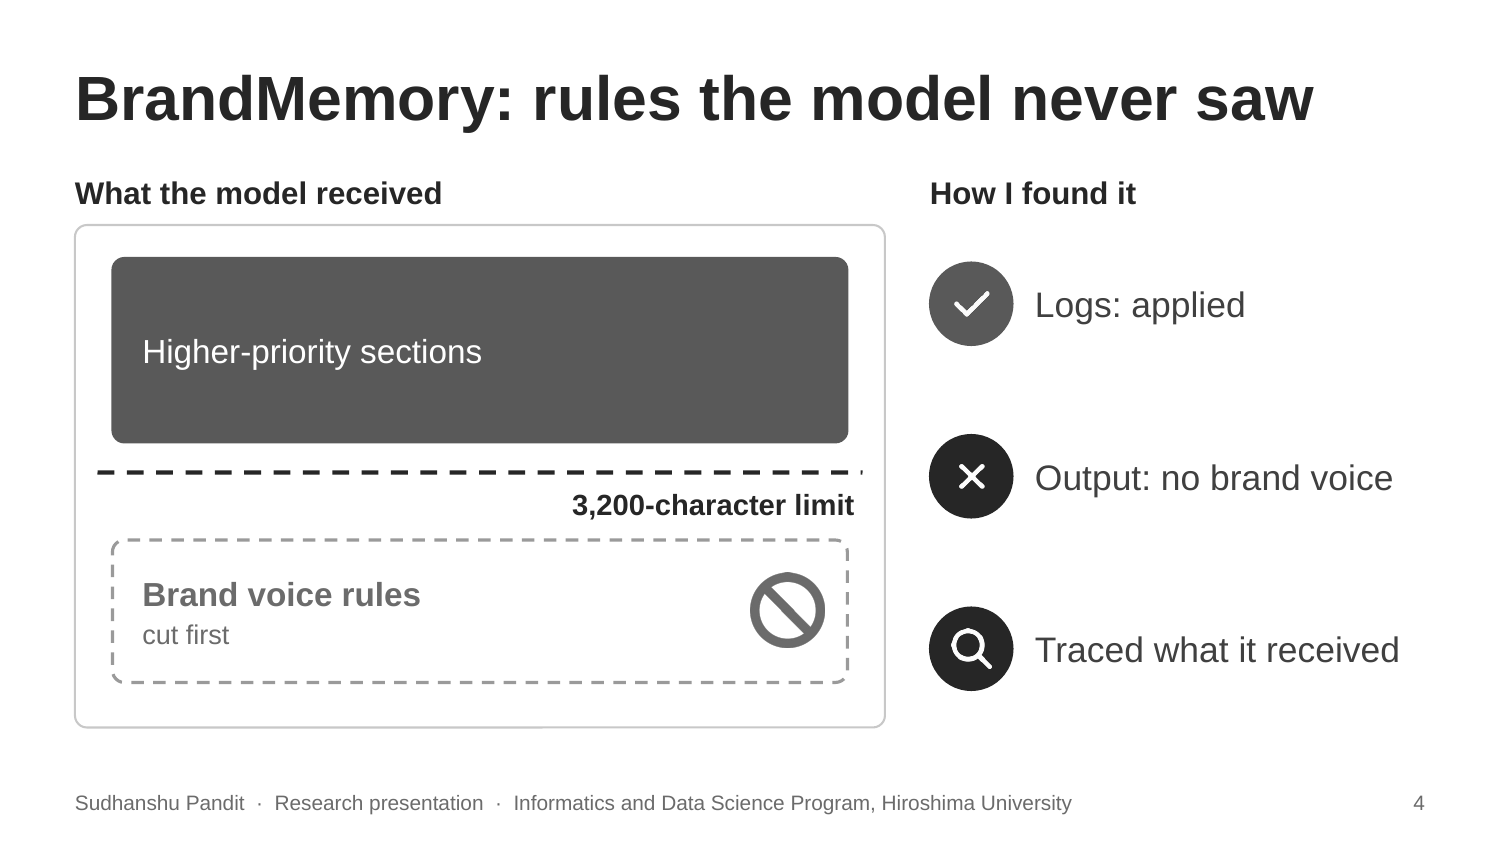 BrandMemory: rules the model never saw
What the model received
Higher-priority sections
3,200-character limit
Brand voice rules
cut first
How I found it
Logs: applied
Output: no brand voice
Traced what it received
Sudhanshu Pandit · Research presentation · Informatics and Data Science Program, Hiroshima University
4